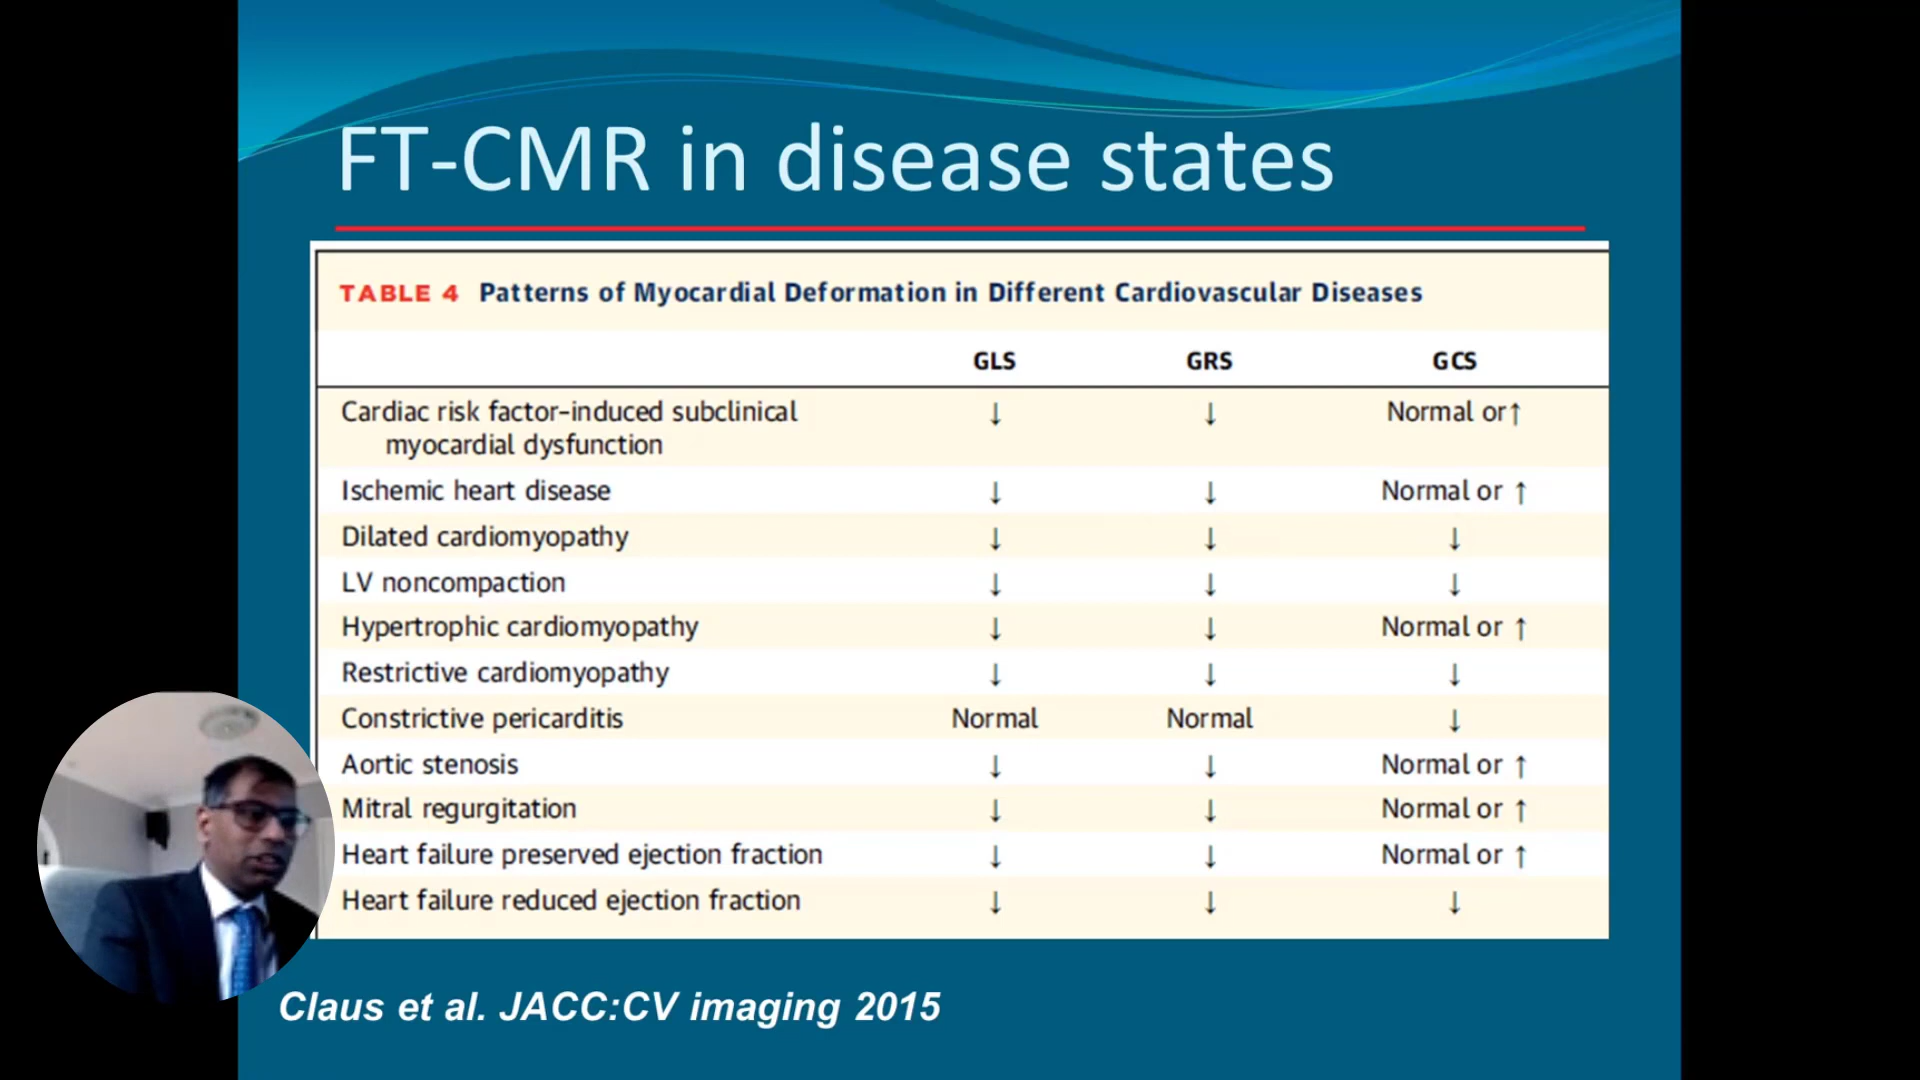 FT-CMR in disease states
TABLE 4 Patterns of Myocardial Deformation in Different Cardiovascular Diseases
GLS GRS GCS
Cardiac risk factor-induced subclinical ↓ ↓ Normal or ↑
myocardial dysfunction
Ischemic heart disease ↓ ↓ Normal or ↑
Dilated cardiomyopathy ↓ ↓ ↓
LV noncompaction ↓ ↓ ↓
Hypertrophic cardiomyopathy ↓ ↓ Normal or ↑
Restrictive cardiomyopathy ↓ ↓ ↓
Constrictive pericarditis Normal Normal ↓
Aortic stenosis ↓ ↓ Normal or ↑
Mitral regurgitation ↓ ↓ Normal or ↑
Heart failure preserved ejection fraction ↓ ↓ Normal or ↑
Heart failure reduced ejection fraction ↓ ↓ ↓
Claus et al. JACC:CV imaging 2015